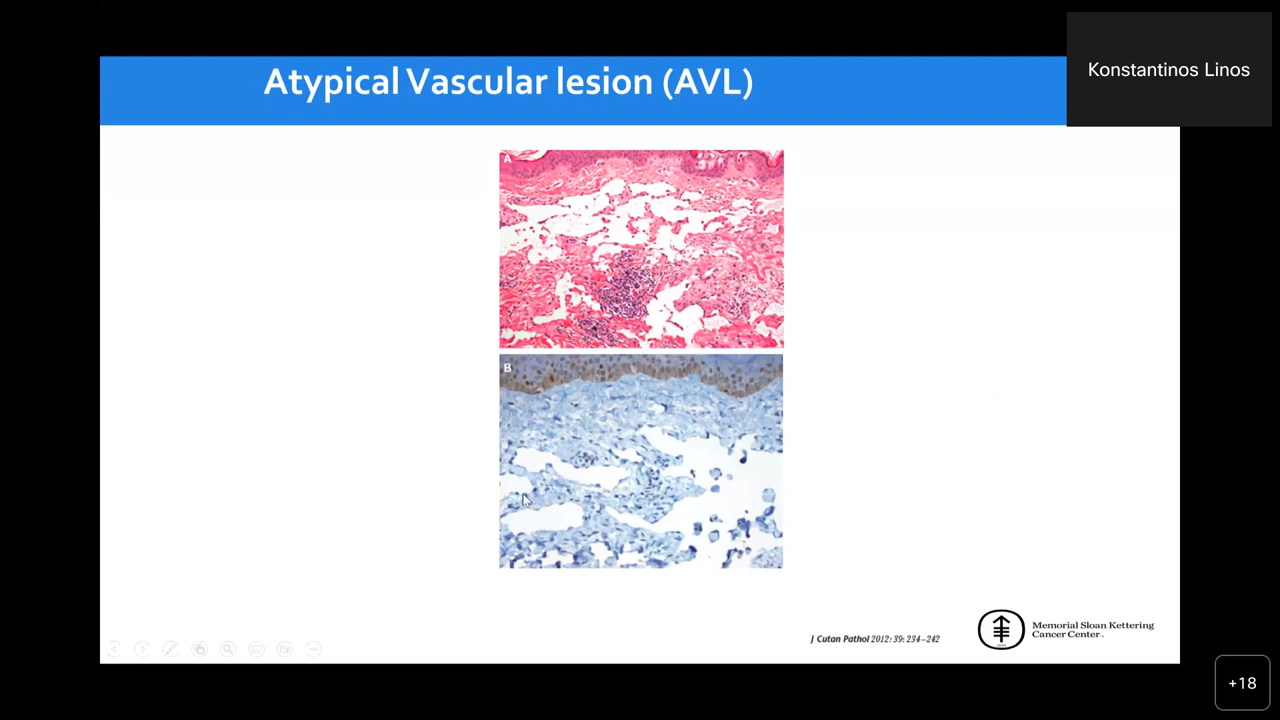 Atypical Vascular lesion (AVL)
Konstantinos Linos
A
B
J Cutan Pathol 2012: 39: 234–242
Memorial Sloan Kettering
Cancer Center
+18